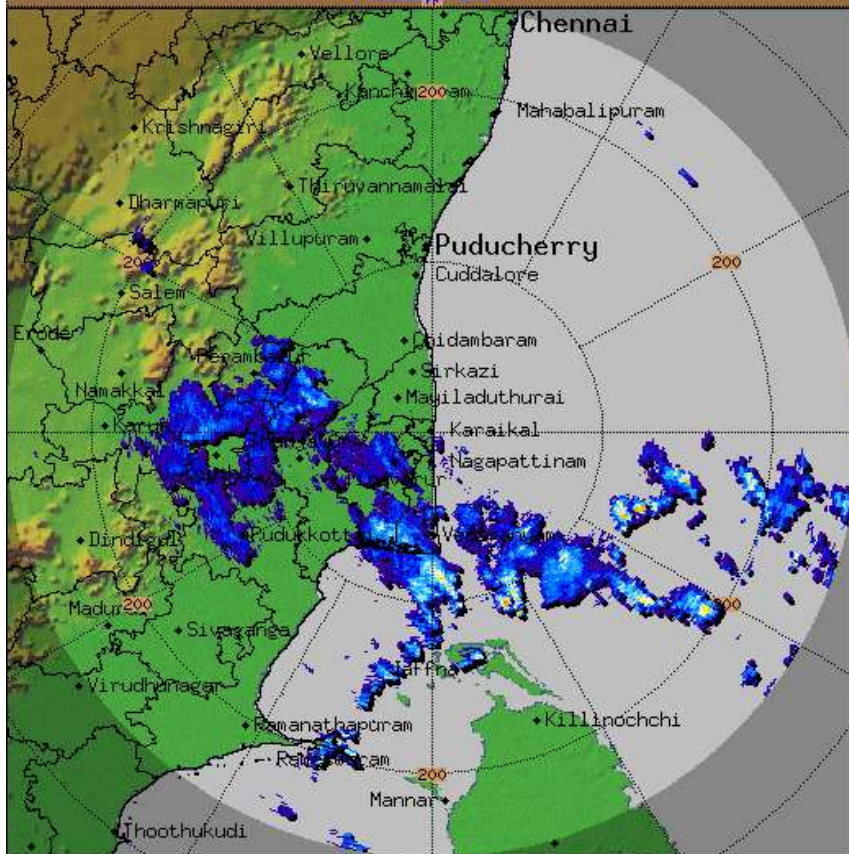 Chennai
Vellore
200
Mahabalipuram
Krishnagiri
Thiruvannamalai
Dharmapuri
Villupuram
Puducherry
200
Cuddalore
Salem
Erode
Chidambaram
Sirkazi
Namakkal
Mayiladuthurai
Karaikal
Nagapattinam
Dindigul
Madur
200
Sivaganga
Jaffna
Virudhunagar
Ramanathapuram
Killinochchi
200
Mannar
Thoothukudi